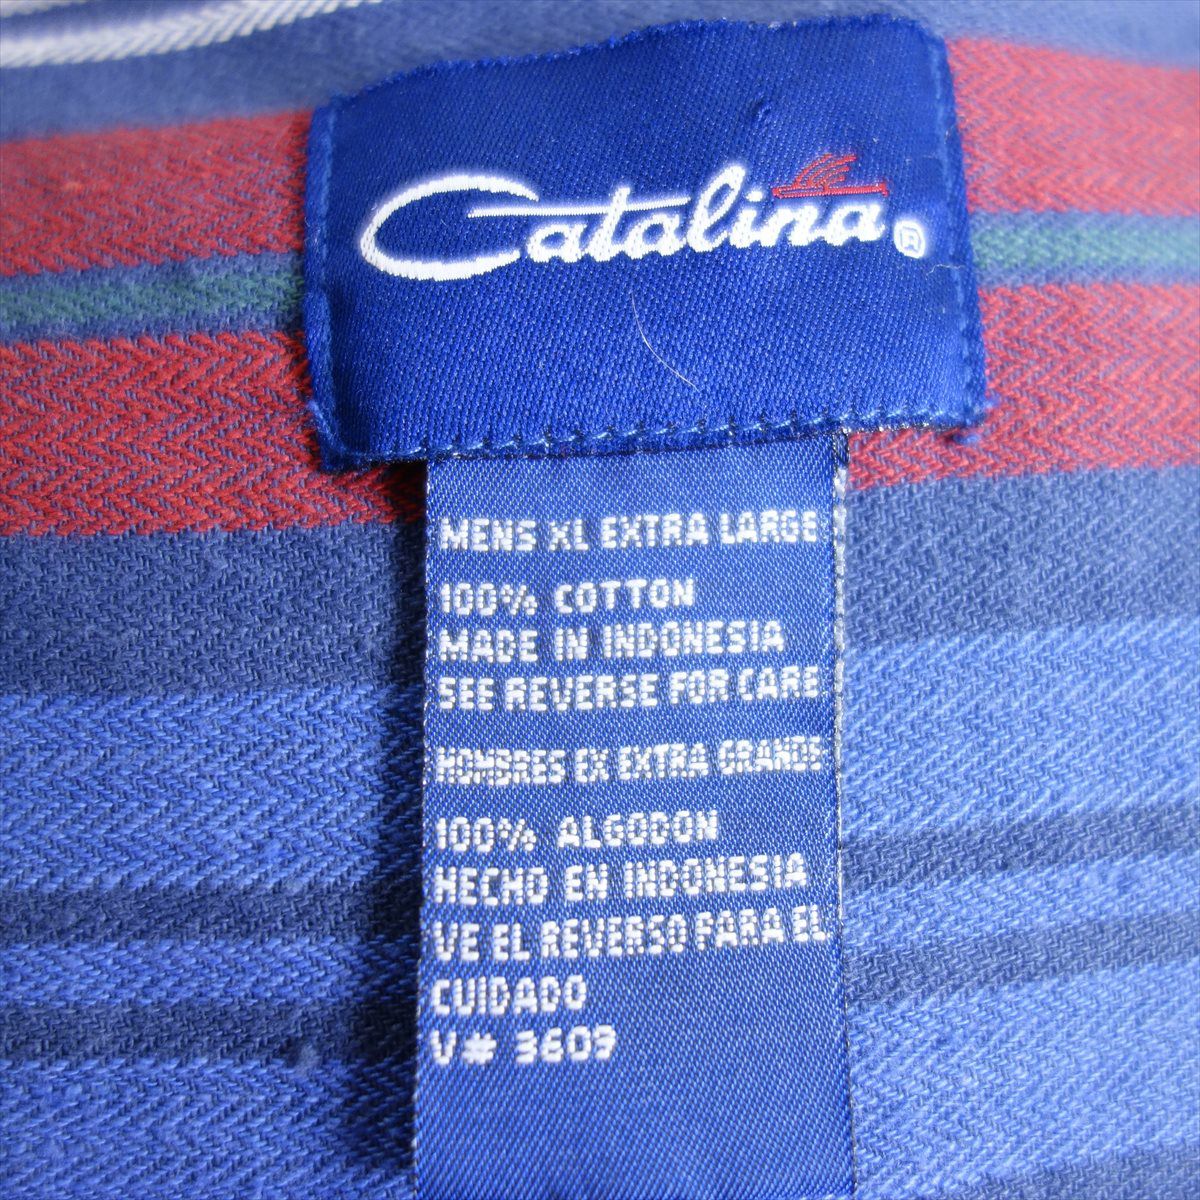 Catalina®
MENS XL EXTRA LARGE
100% COTTON
MADE IN INDONESIA
SEE REVERSE FOR CARE
HOMBRES EX EXTRA GRANDS
100% ALGODON
HECHO EN INDONESIA
VE EL REVERSO PARA EL
CUIDADO
V# 3609